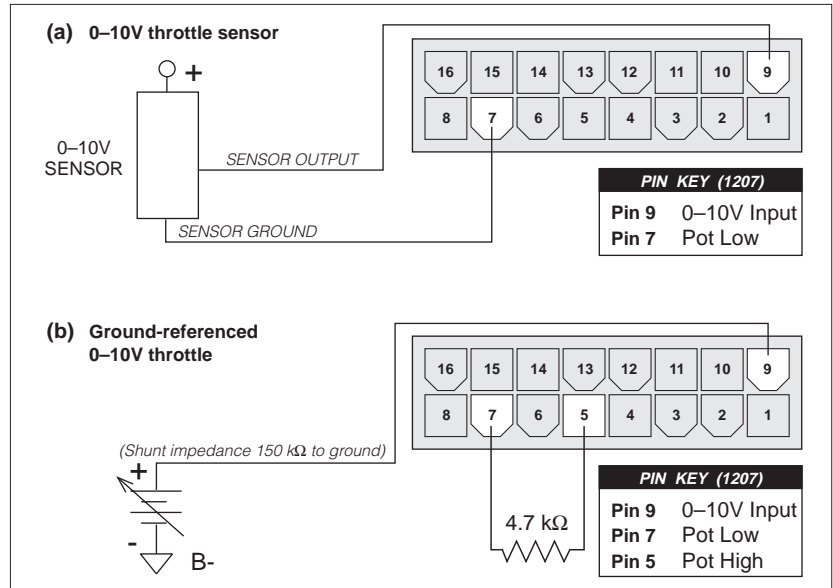 (a) 0–10V throttle sensor
+
0–10V
SENSOR
SENSOR OUTPUT
SENSOR GROUND
16 15 14 13 12 11 10 9
8 7 6 5 4 3 2 1
PIN KEY (1207)
Pin 9 0–10V Input
Pin 7 Pot Low
(b) Ground-referenced
0–10V throttle
(Shunt impedance 150 kΩ to ground)
+
-
B-
16 15 14 13 12 11 10 9
8 7 6 5 4 3 2 1
4.7 kΩ
PIN KEY (1207)
Pin 9 0–10V Input
Pin 7 Pot Low
Pin 5 Pot High